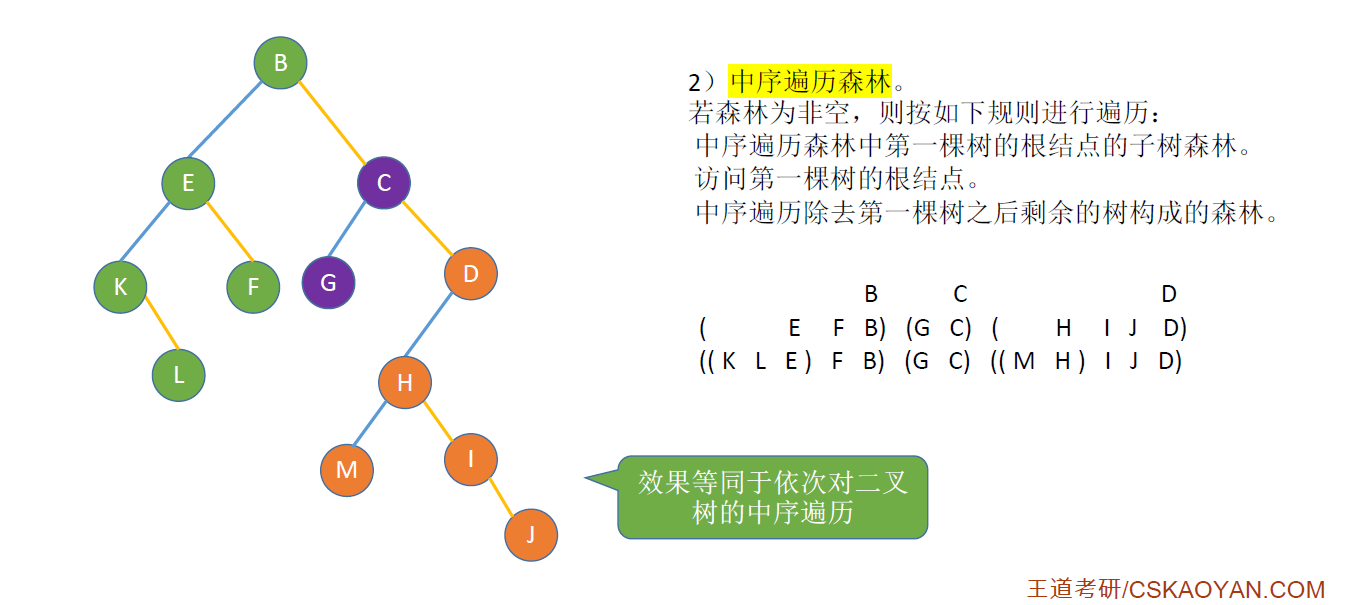 B
E
C
K
F
G
D
L
H
M
I
J
2）中序遍历森林。
若森林为非空，则按如下规则进行遍历：
中序遍历森林中第一棵树的根结点的子树森林。
访问第一棵树的根结点。
中序遍历除去第一棵树之后剩余的树构成的森林。
B C D
( E F B) (G C) ( H I J D)
(( K L E ) F B) (G C) (( M H ) I J D)
效果等同于依次对二叉
树的中序遍历
王道考研/CSKAOYAN.COM